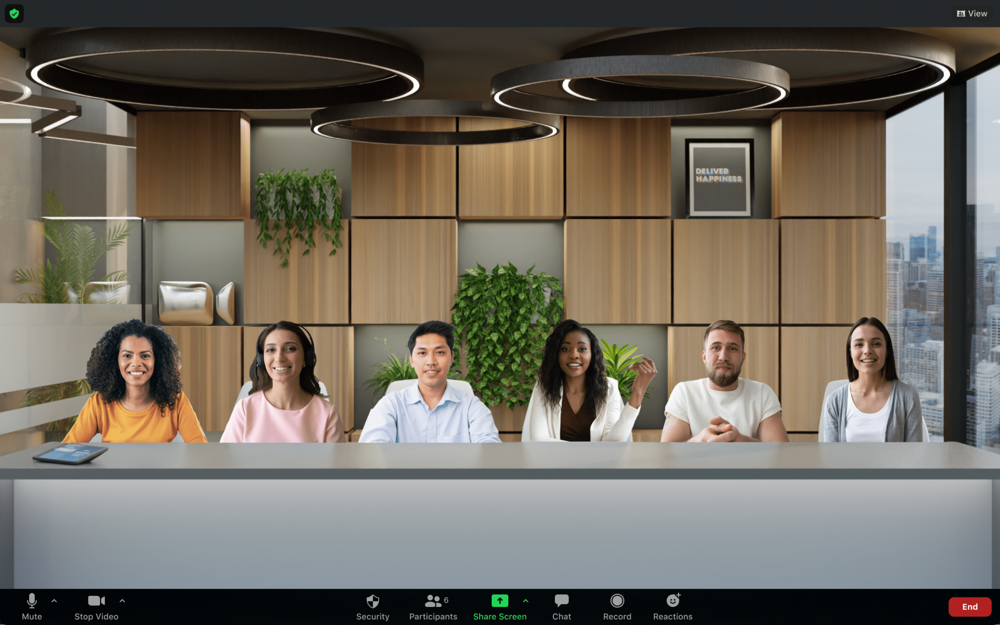 View
DELIVER
HAPPINESS
Mute
Stop Video
Security
Participants
6
Share Screen
Chat
Record
Reactions
End